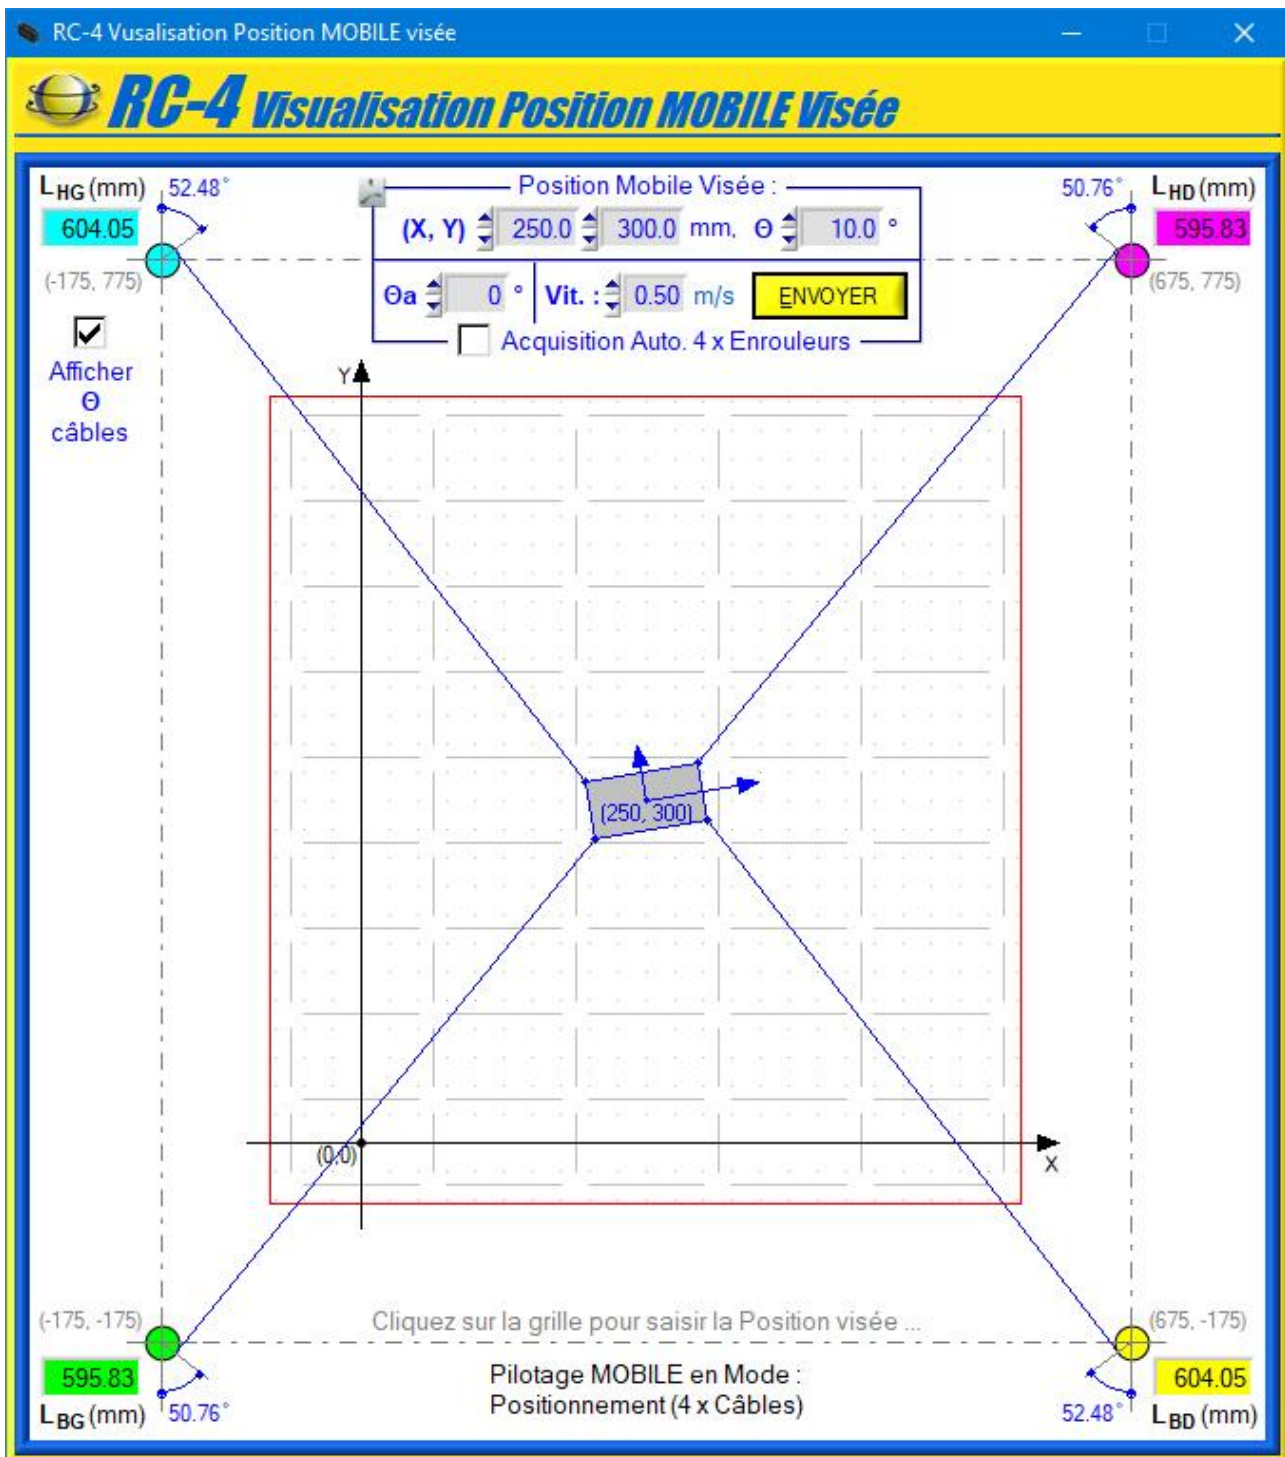 RC-4 Vusalisation Position MOBILE visée
RC-4 Visualisation Position MOBILE Visée
LHG (mm) 52.48° Position Mobile Visée : 50.76° LHD (mm)
604.05 (X, Y) 250.0 300.0 mm, Θ 10.0 ° 595.83
(-175, 775) (675, 775)
Θa 0 ° Vit. : 0.50 m/s ENVOYER
Acquisition Auto. 4 x Enrouleurs
Afficher
Θ
câbles
Y
(250, 300)
(0,0)
X
(-175, -175) Cliquez sur la grille pour saisir la Position visée ... (675, -175)
595.83 Pilotage MOBILE en Mode : 604.05
Positionnement (4 x Câbles)
LBG (mm) 50.76° 52.48° LBD (mm)